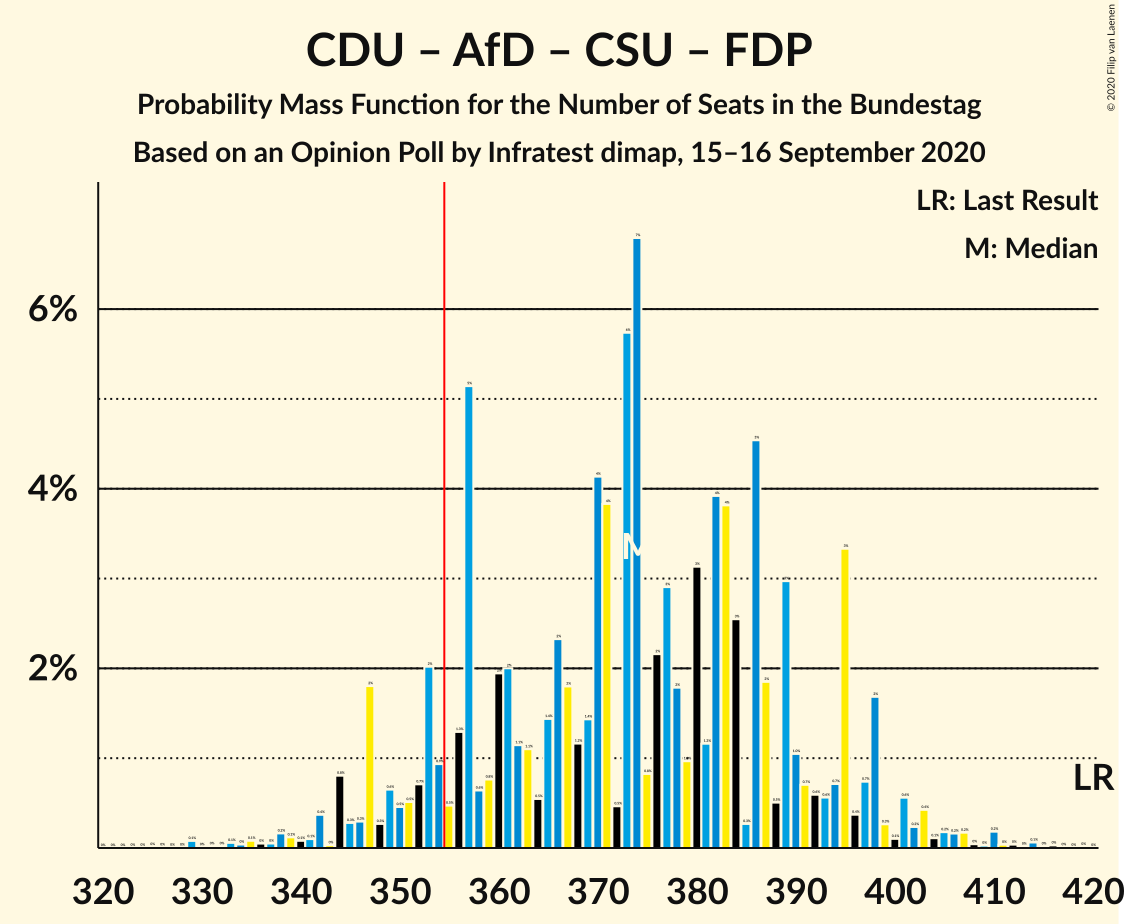 CDU – AfD – CSU – FDP
Probability Mass Function for the Number of Seats in the Bundestag
Based on an Opinion Poll by Infratest dimap, 15–16 September 2020
© 2020 Filip van Laenen
LR: Last Result
M: Median
6%
4%
2%
M
LR
320 330 340 350 360 370 380 390 400 410 420